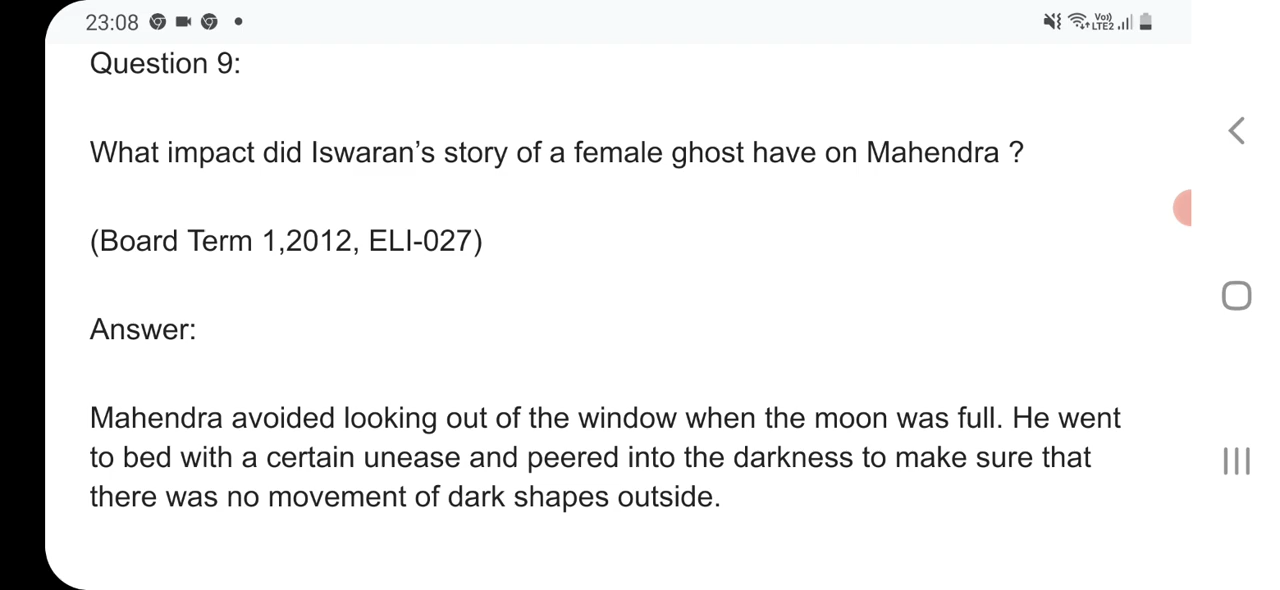 23:08
Vo))
LTE2
Question 9:
What impact did Iswaran’s story of a female ghost have on Mahendra ?
(Board Term 1,2012, ELI-027)
Answer:
Mahendra avoided looking out of the window when the moon was full. He went
to bed with a certain unease and peered into the darkness to make sure that
there was no movement of dark shapes outside.